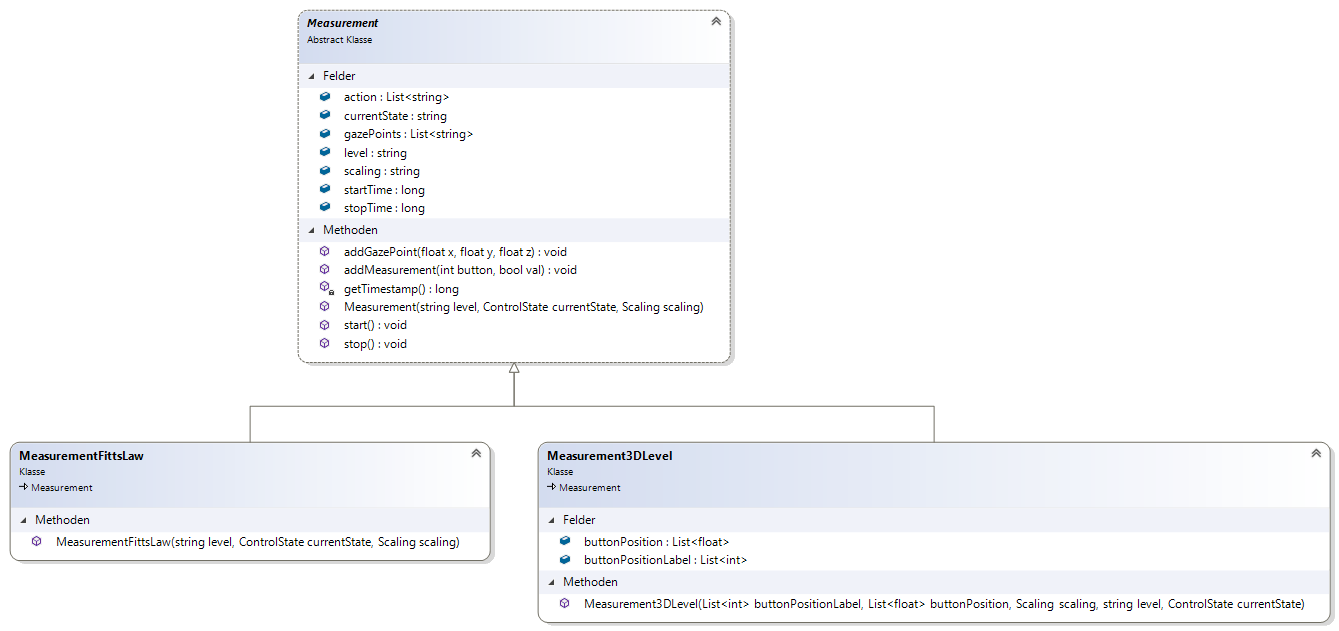 Measurement
Abstract Klasse
Felder
action : List<string>
currentState : string
gazePoints : List<string>
level : string
scaling : string
startTime : long
stopTime : long
Methoden
addGazePoint(float x, float y, float z) : void
addMeasurement(int button, bool val) : void
getTimestamp() : long
Measurement(string level, ControlState currentState, Scaling scaling)
start() : void
stop() : void
MeasurementFittsLaw
Klasse
Measurement
Methoden
MeasurementFittsLaw(string level, ControlState currentState, Scaling scaling)
Measurement3DLevel
Klasse
Measurement
Felder
buttonPosition : List<float>
buttonPositionLabel : List<int>
Methoden
Measurement3DLevel(List<int> buttonPositionLabel, List<float> buttonPosition, Scaling scaling, string level, ControlState currentState)